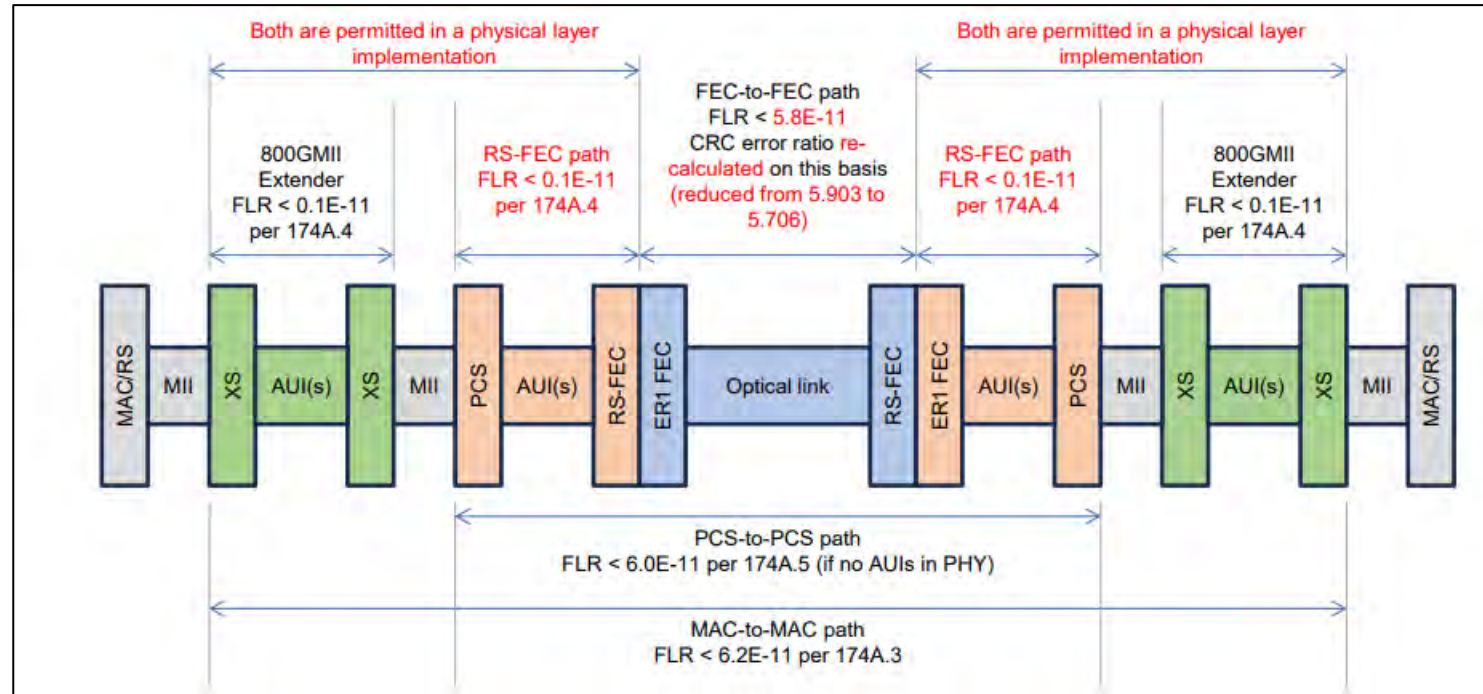 Both are permitted in a physical layer
implementation
Both are permitted in a physical layer
implementation
800GMII
Extender
FLR < 0.1E-11
per 174A.4
RS-FEC path
FLR < 0.1E-11
per 174A.4
FEC-to-FEC path
FLR < 5.8E-11
CRC error ratio re-
calculated on this basis
(reduced from 5.903 to
5.706)
RS-FEC path
FLR < 0.1E-11
per 174A.4
800GMII
Extender
FLR < 0.1E-11
per 174A.4
MAC/RS
MII
XS
AUI(s)
XS
MII
PCS
AUI(s)
RS-FEC
ER1 FEC
Optical link
RS-FEC
ER1 FEC
AUI(s)
PCS
MII
XS
AUI(s)
XS
MII
MAC/RS
PCS-to-PCS path
FLR < 6.0E-11 per 174A.5 (if no AUIs in PHY)
MAC-to-MAC path
FLR < 6.2E-11 per 174A.3